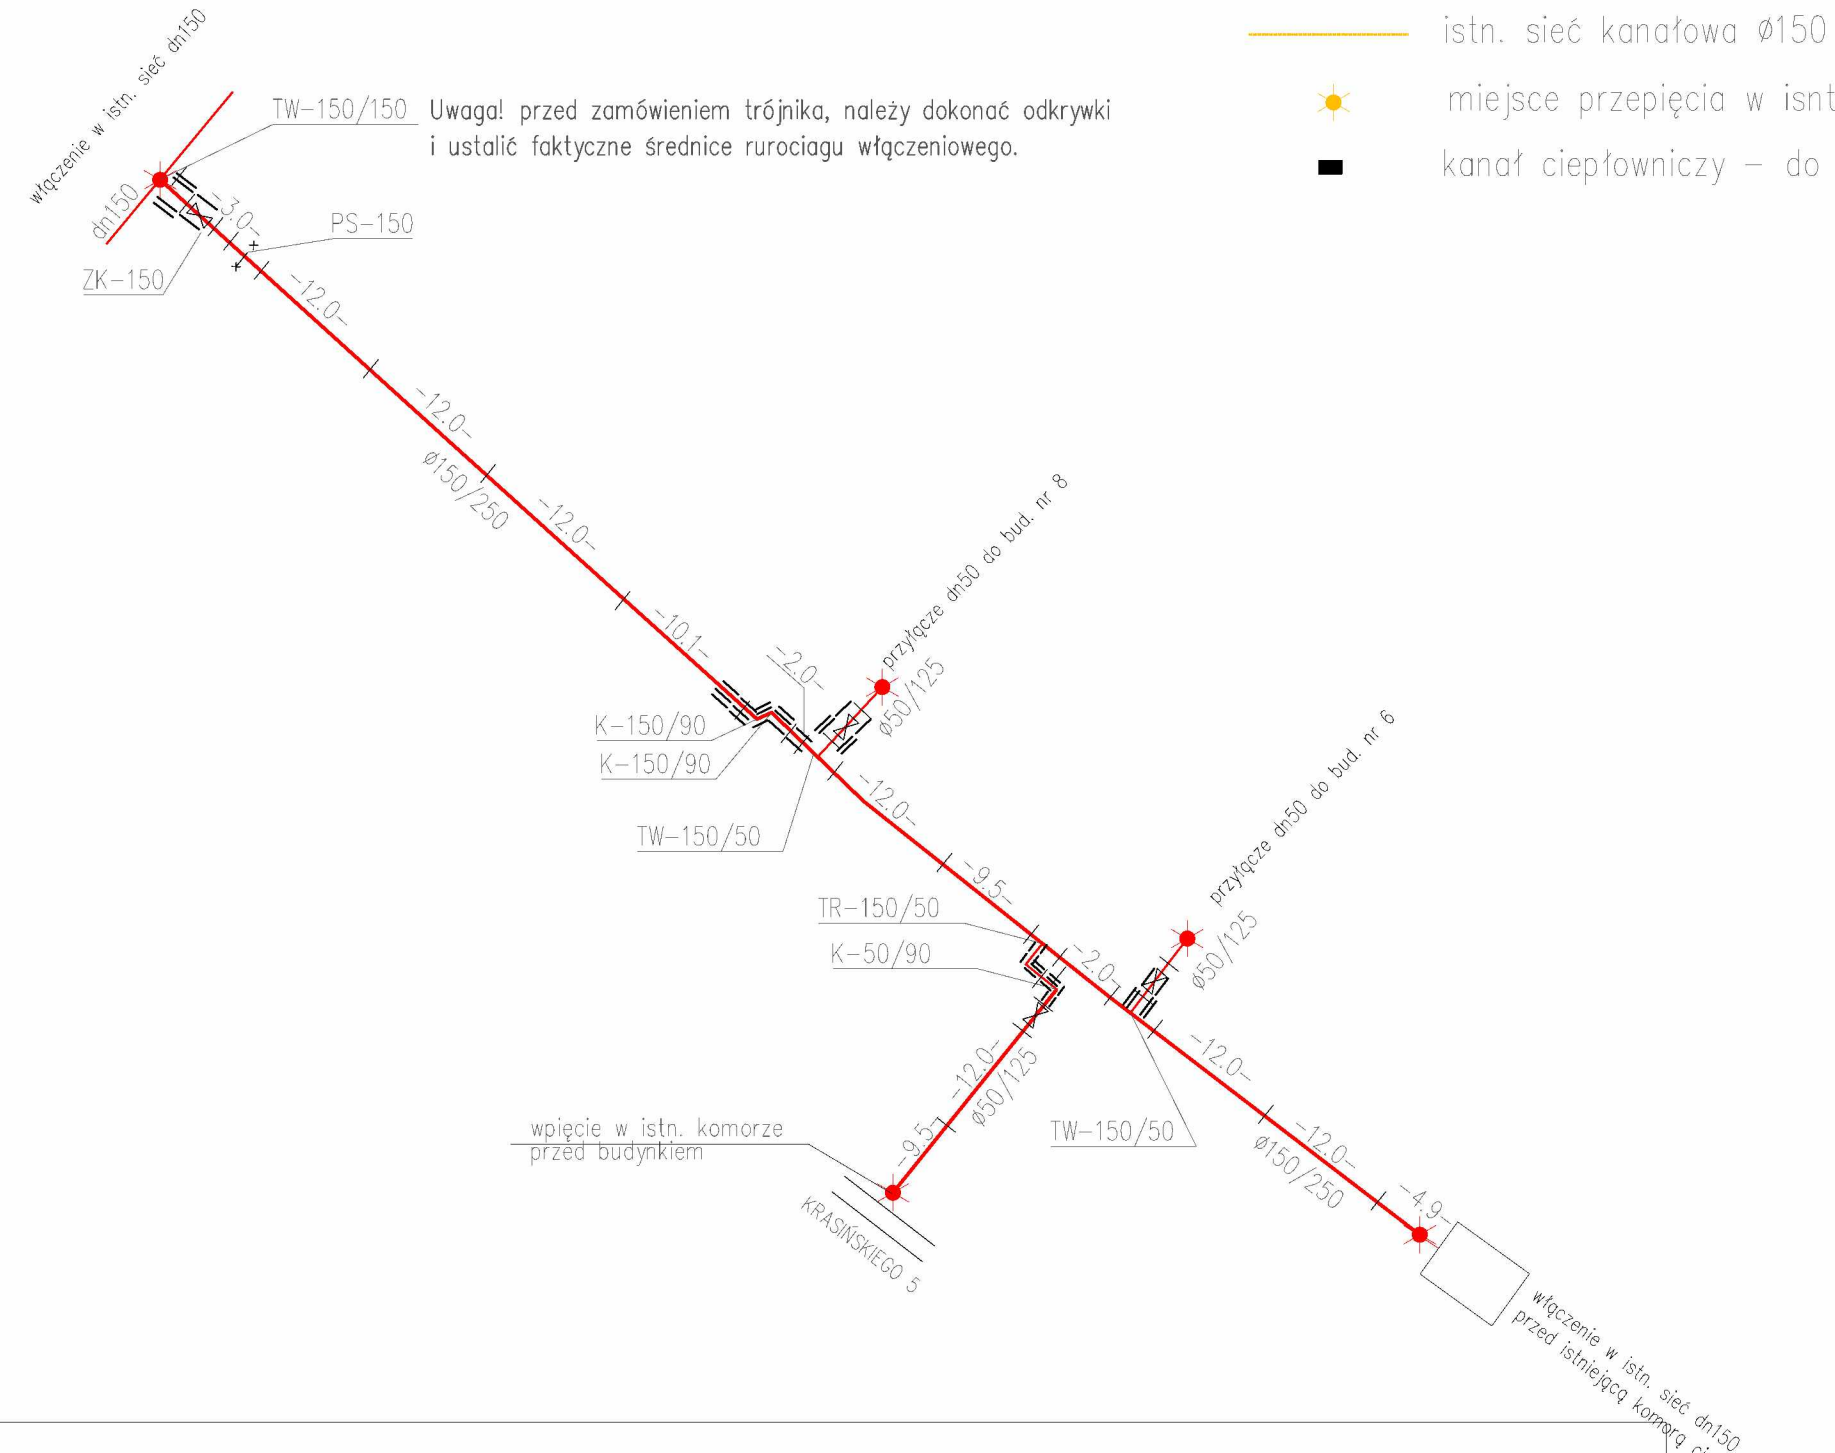 istn. sieć kanałowa ø150
miejsce przepięcia w isnt
kanał ciepłowniczy – do
włączenie w istn. sieć dn150
TW–150/150
Uwaga! przed zamówieniem trójnika, należy dokonać odkrywki
i ustalić faktyczne średnice rurociagu włączeniowego.
dn150
–3.0–
PS–150
ZK–150
–12.0–
–12.0–
ø150/250
–12.0–
–10.1–
–2.0–
przyłącze dn50 do bud. nr 8
ø50/125
K–150/90
K–150/90
TW–150/50
–12.0–
–9.5–
przyłącze dn50 do bud. nr 6
ø50/125
TR–150/50
K–50/90
–2.0–
–12.0–
–12.0–
ø50/125
–9.5–
wpięcie w istn. komorze
przed budynkiem
TW–150/50
–12.0–
ø150/250
–4.9–
KRASIŃSKIEGO 5
włączenie w istn. sieć dn150
przed istniejącą komorą